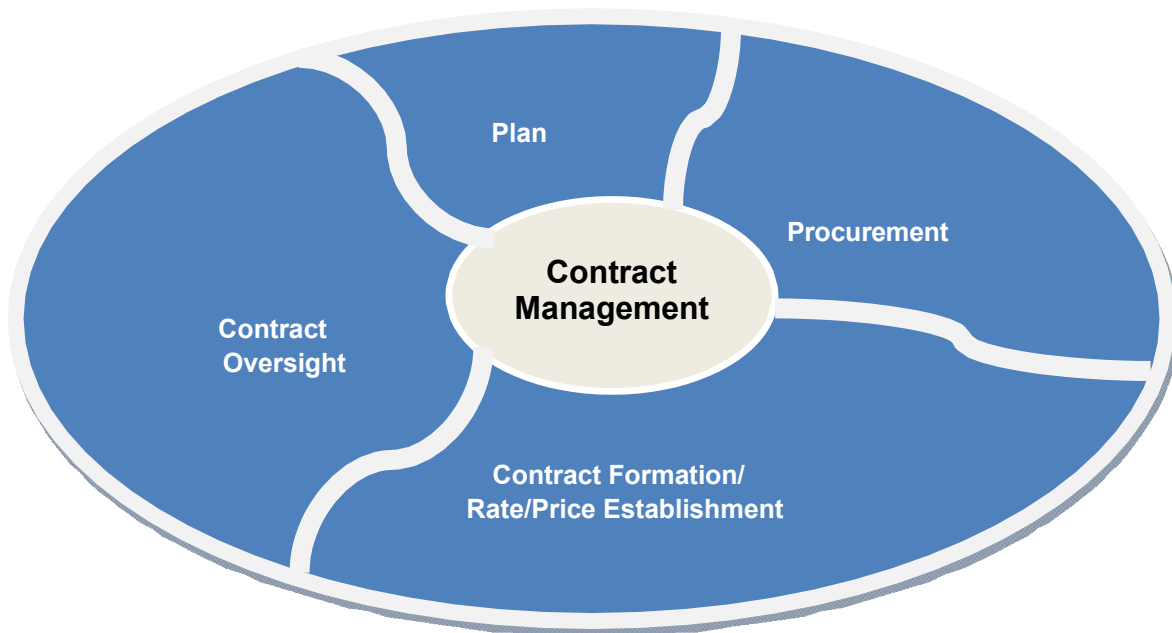 Plan
Procurement
Contract
Management
Contract
Oversight
Contract Formation/
Rate/Price Establishment